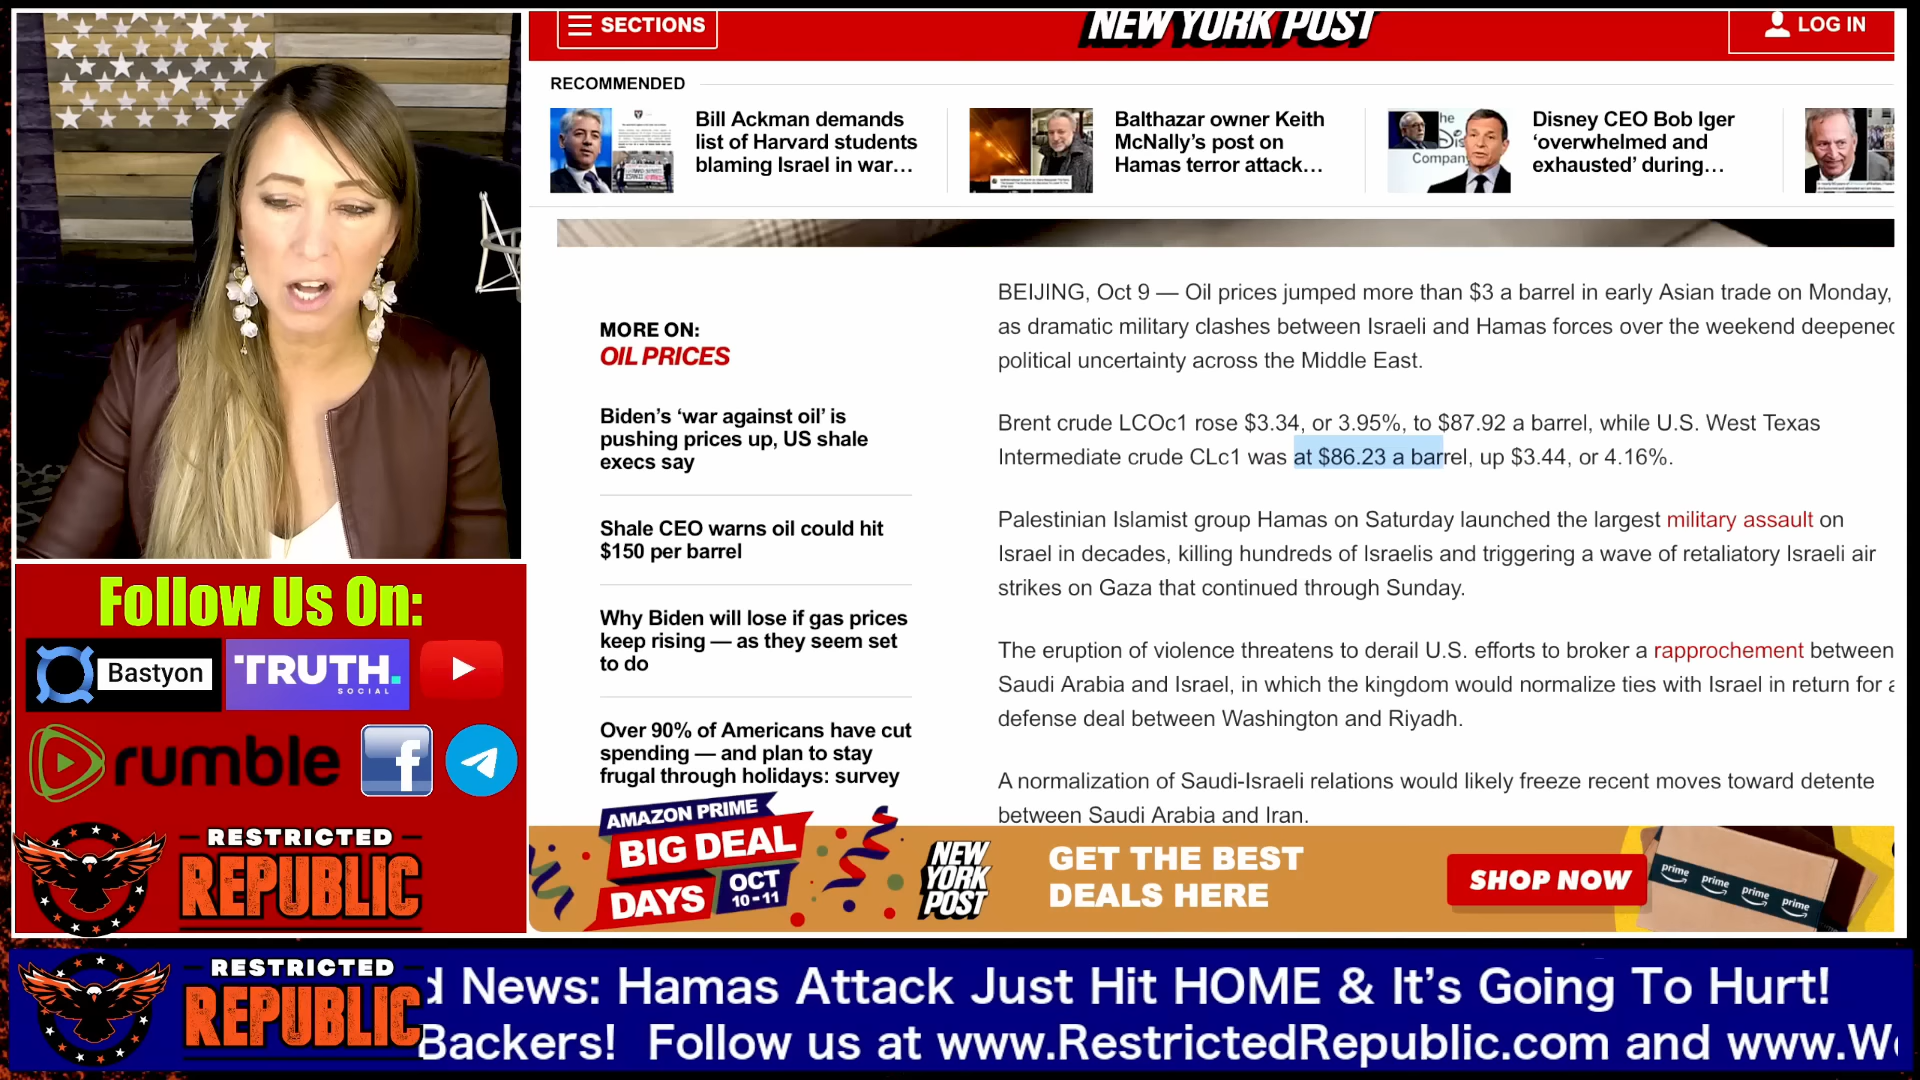 SECTIONS
NEW YORK POST
LOG IN
RECOMMENDED
Bill Ackman demands
list of Harvard students
blaming Israel in war...
Balthazar owner Keith
McNally's post on
Hamas terror attack...
Disney CEO Bob Iger
'overwhelmed and
exhausted' during...
MORE ON:
OIL PRICES
Biden's 'war against oil' is
pushing prices up, US shale
execs say
Shale CEO warns oil could hit
$150 per barrel
Why Biden will lose if gas prices
keep rising — as they seem set
to do
Over 90% of Americans have cut
spending — and plan to stay
frugal through holidays: survey
BEIJING, Oct 9 — Oil prices jumped more than $3 a barrel in early Asian trade on Monday,
as dramatic military clashes between Israeli and Hamas forces over the weekend deepened
political uncertainty across the Middle East.
Brent crude LCOc1 rose $3.34, or 3.95%, to $87.92 a barrel, while U.S. West Texas
Intermediate crude CLc1 was at $86.23 a barrel, up $3.44, or 4.16%.
Palestinian Islamist group Hamas on Saturday launched the largest military assault on
Israel in decades, killing hundreds of Israelis and triggering a wave of retaliatory Israeli air
strikes on Gaza that continued through Sunday.
The eruption of violence threatens to derail U.S. efforts to broker a rapprochement between
Saudi Arabia and Israel, in which the kingdom would normalize ties with Israel in return for a
defense deal between Washington and Riyadh.
A normalization of Saudi-Israeli relations would likely freeze recent moves toward detente
between Saudi Arabia and Iran.
AMAZON PRIME
BIG DEAL
DAYS OCT
10-11
NEW
YORK
POST
GET THE BEST
DEALS HERE
SHOP NOW
prime
prime
prime
prime
Follow Us On:
Bastyon
TRUTH.
SOCIAL
rumble
f
RESTRICTED
REPUBLIC
RESTRICTED
REPUBLIC
d News: Hamas Attack Just Hit HOME & It's Going To Hurt!
Backers! Follow us at www.RestrictedRepublic.com and www.W